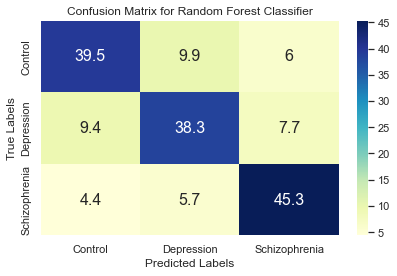 Confusion Matrix for Random Forest Classifier
True Labels
Control
Depression
Schizophrenia
39.5 9.9 6
9.4 38.3 7.7
4.4 5.7 45.3
Control Depression Schizophrenia
Predicted Labels
45
40
35
30
25
20
15
10
5